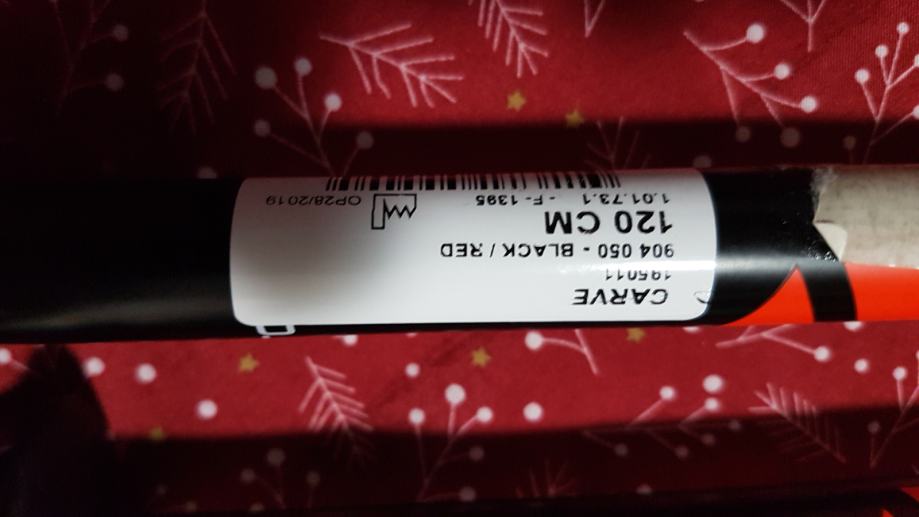 CARVE
195011
904 050 - BLACK / RED
120 CM
1.01.73.1 - F- 1395
OP28/2019